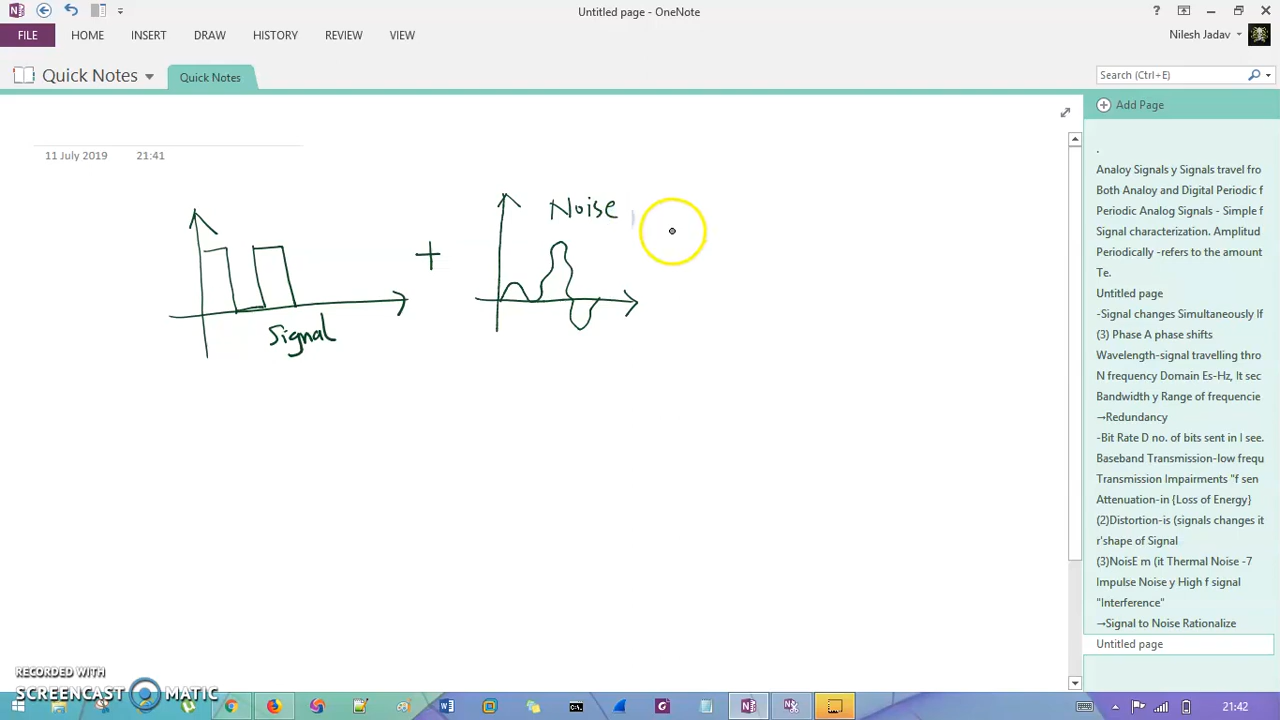 Untitled page - OneNote
FILE HOME INSERT DRAW HISTORY REVIEW VIEW
Nilesh Jadav
Quick Notes
Quick Notes
Search (Ctrl+E)
Add Page
11 July 2019 21:41
Noise
+
Signal
.
Analoy Signals y Signals travel fro
Both Analoy and Digital Periodic f
Periodic Analog Signals - Simple f
Signal characterization. Amplitud
Periodically -refers to the amount
Te.
Untitled page
-Signal changes Simultaneously If
(3) Phase A phase shifts
Wavelength-signal travelling thro
N frequency Domain Es-Hz, It sec
Bandwidth y Range of frequencie
→Redundancy
-Bit Rate D no. of bits sent in I see.
Baseband Transmission-low frequ
Transmission Impairments "f sen
Attenuation-in {Loss of Energy}
(2)Distortion-is (signals changes it
r'shape of Signal
(3)NoisE m (it Thermal Noise -7
Impulse Noise y High f signal
"Interference"
→Signal to Noise Rationalize
Untitled page
RECORDED WITH
SCREENCAST MATIC
21:42